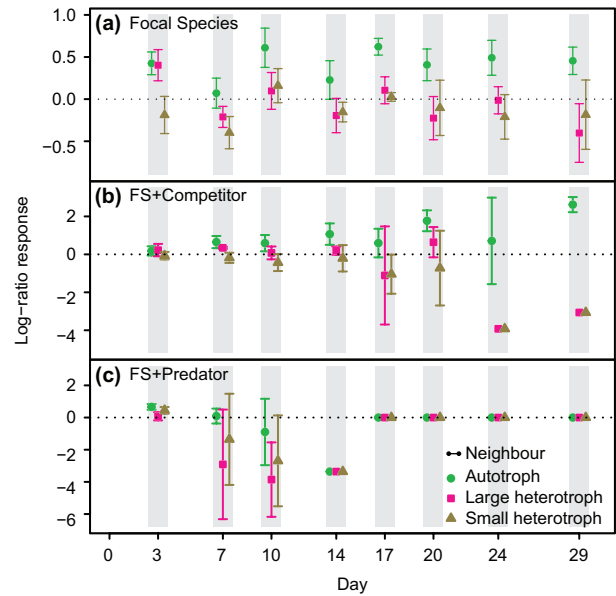 (a) Focal Species
1.0
0.5
0.0
−0.5
(b) FS+Competitor
2
0
−2
−4
Log−ratio response
(c) FS+Predator
2
0
−2
−4
−6
Neighbour
Autotroph
Large heterotroph
Small heterotroph
0 3 7 10 14 17 20 24 29
Day